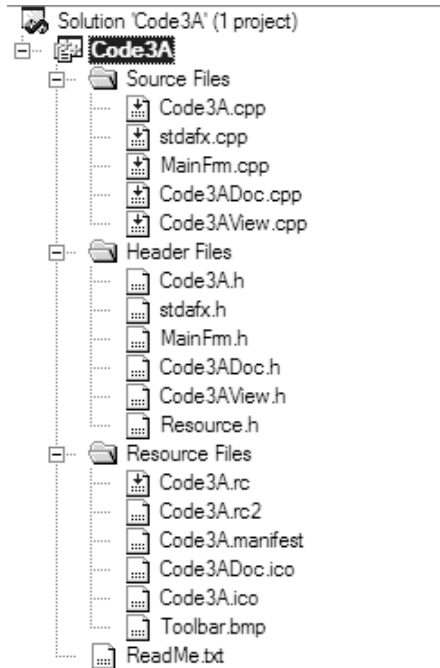 Solution 'Code3A' (1 project)
Code3A
Source Files
Code3A.cpp
stdafx.cpp
MainFrm.cpp
Code3ADoc.cpp
Code3AView.cpp
Header Files
Code3A.h
stdafx.h
MainFrm.h
Code3ADoc.h
Code3AView.h
Resource.h
Resource Files
Code3A.rc
Code3A.rc2
Code3A.manifest
Code3ADoc.ico
Code3A.ico
Toolbar.bmp
ReadMe.txt